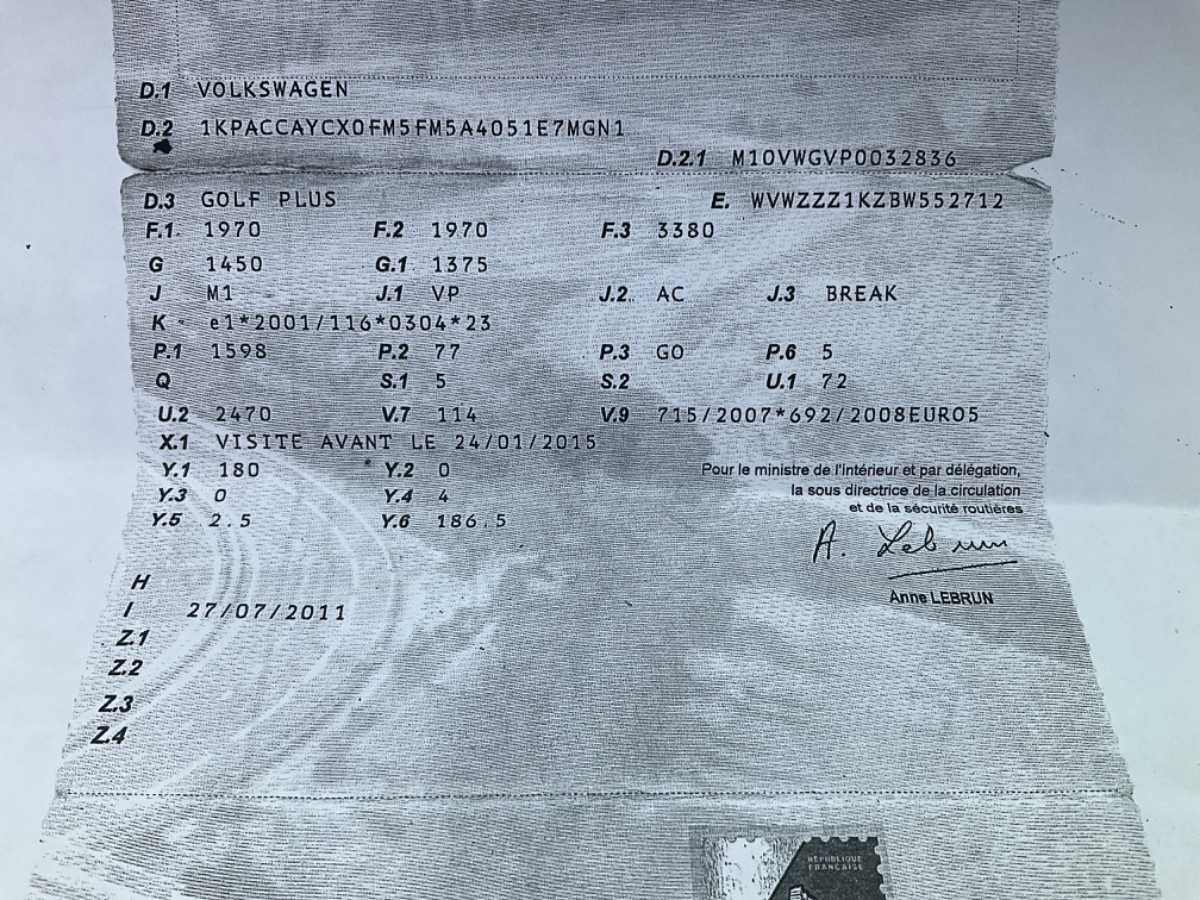 D.1 VOLKSWAGEN
D.2 1KPACCAYCX0FM5FM5A4051E7MGN1
D.2.1 M10VWGVP0032836
D.3 GOLF PLUS E. WVWZZZ1KZBW552712
F.1 1970 F.2 1970 F.3 3380
G 1450 G.1 1375
J M1 J.1 VP J.2 AC J.3 BREAK
K e1*2001/116*0304*23
P.1 1598 P.2 77 P.3 GO P.6 5
Q S.1 5 S.2 U.1 72
U.2 2470 V.7 114 V.9 715/2007*692/2008EURO5
X.1 VISITE AVANT LE 24/01/2015
Y.1 180 Y.2 0
Y.3 0 Y.4 4
Y.5 2.5 Y.6 186.5
Pour le ministre de l'Intérieur et par délégation,
la sous directrice de la circulation
et de la sécurité routières
A. Lebrun
Anne LEBRUN
H
I 27/07/2011
Z.1
Z.2
Z.3
Z.4
RÉPUBLIQUE
FRANÇAISE